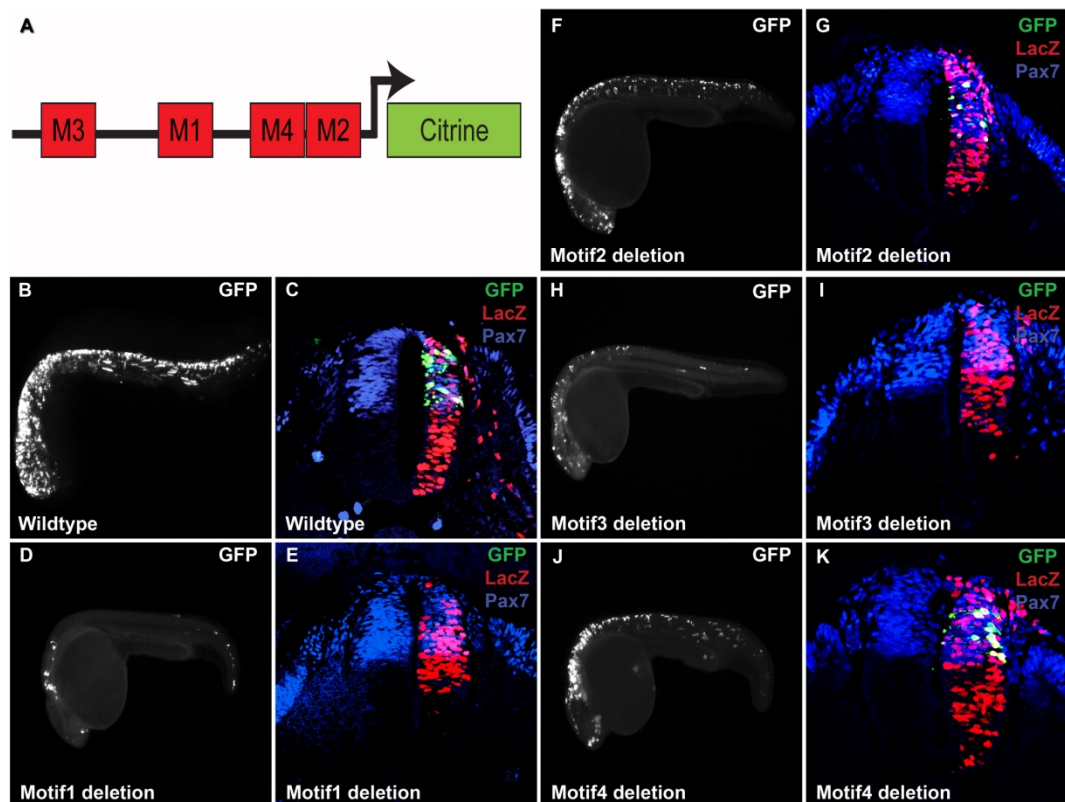 A
M3 M1 M4 M2 Citrine
B GFP
Wildtype
C GFP
LacZ
Pax7
Wildtype
D GFP
Motif1 deletion
E GFP
LacZ
Pax7
Motif1 deletion
F GFP
Motif2 deletion
G GFP
LacZ
Pax7
Motif2 deletion
H GFP
Motif3 deletion
I GFP
LacZ
Pax7
Motif3 deletion
J GFP
Motif4 deletion
K GFP
LacZ
Pax7
Motif4 deletion